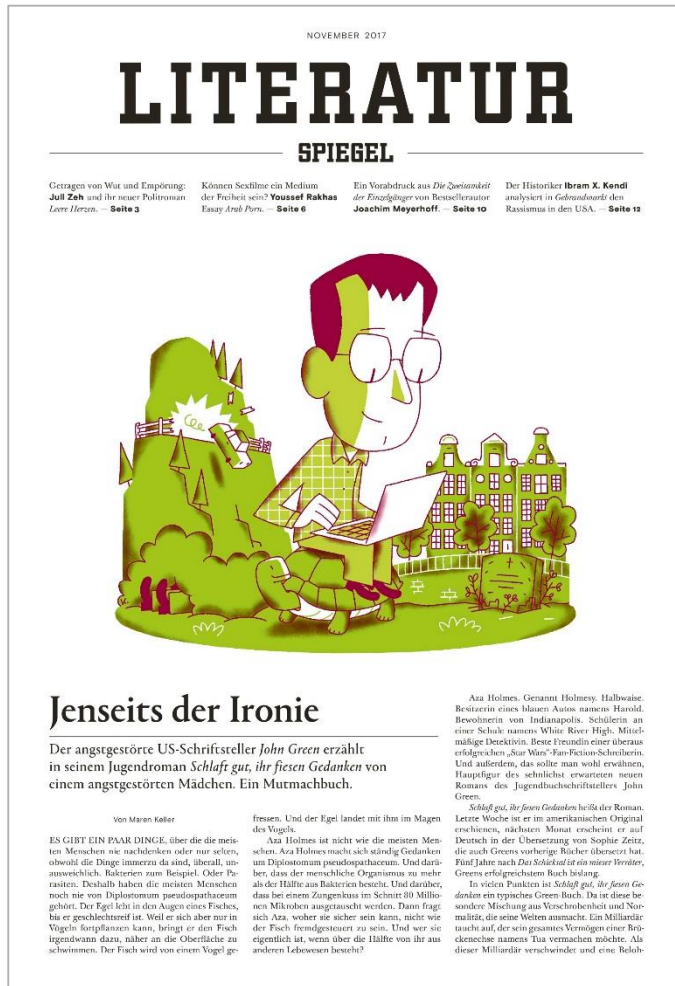 NOVEMBER 2017
LITERATUR
SPIEGEL
Getragen von Wut und Empörung:
Juli Zeh und ihr neuer Politroman
Leere Herzen. — Seite 3
Können Sexfilme ein Medium
der Freiheit sein? Youssef Rakhas
Essay Arab Porn. — Seite 6
Ein Vorabdruck aus Die Zweisamkeit
der Einzelgänger von Bestsellerautor
Joachim Meyerhoff. — Seite 10
Der Historiker Ibram X. Kendi
analysiert in Gebrandmarkt den
Rassismus in den USA. — Seite 12
Jenseits der Ironie
Der angstgestörte US-Schriftsteller John Green erzählt
in seinem Jugendroman Schlaft gut, ihr fiesen Gedanken von
einem angstgestörten Mädchen. Ein Mutmachbuch.
Von Maren Keller
ES GIBT EIN PAAR DINGE, über die die meis-
ten Menschen nie nachdenken oder nur selten,
obwohl die Dinge immerzu da sind, überall, un-
ausweichlich. Bakterien zum Beispiel. Oder Pa-
rasiten. Deshalb haben die meisten Menschen
noch nie von Diplostomum pseudospathaceum
gehört. Der Egel lebt in den Augen eines Fisches,
bis er geschlechtsreif ist. Weil er sich aber nur in
Vögeln fortpflanzen kann, bringt er den Fisch
irgendwann dazu, näher an die Oberfläche zu
schwimmen. Der Fisch wird von einem Vogel ge-
fressen. Und der Egel landet mit ihm im Magen
des Vogels.
Aza Holmes ist nicht wie die meisten Men-
schen. Aza Holmes macht sich ständig Gedanken
um Diplostomum pseudospathaceum. Und darü-
ber, dass der menschliche Organismus zu mehr
als der Hälfte aus Bakterien besteht. Und darüber,
dass bei einem Zungenkuss im Schnitt 80 Millio-
nen Mikroben ausgetauscht werden. Dann fragt
sich Aza, woher sie sicher sein kann, nicht wie
der Fisch fremdgesteuert zu sein. Und wer sie
eigentlich ist, wenn über die Hälfte von ihr aus
anderen Lebewesen besteht?
Aza Holmes. Genannt Holmesy. Halbwaise.
Besitzerin eines blauen Autos namens Harold.
Bewohnerin von Indianapolis. Schülerin an
einer Schule namens White River High. Mittel-
mäßige Detektivin. Beste Freundin einer überaus
erfolgreichen „Star Wars“-Fan-Fiction-Schreiberin.
Und außerdem, das sollte man wohl erwähnen,
Hauptfigur des sehnlichst erwarteten neuen
Romans des Jugendbuchschriftstellers John
Green.
Schlaft gut, ihr fiesen Gedanken heißt der Roman.
Letzte Woche ist er im amerikanischen Original
erschienen, nächsten Monat erscheint er auf
Deutsch in der Übersetzung von Sophie Zeitz,
die auch Greens vorherige Bücher übersetzt hat.
Fünf Jahre nach Das Schicksal ist ein mieser Verräter,
Greens erfolgreichstem Buch bislang.
In vielen Punkten ist Schlaft gut, ihr fiesen Ge-
danken ein typisches Green-Buch. Da ist diese be-
sondere Mischung aus Verschrobenheit und Nor-
malität, die seine Welten ausmacht. Ein Milliardär
taucht auf, der sein gesamtes Vermögen einer Brü-
ckenechse namens Tua vermachen möchte. Als
dieser Milliardär verschwindet und eine Beloh-